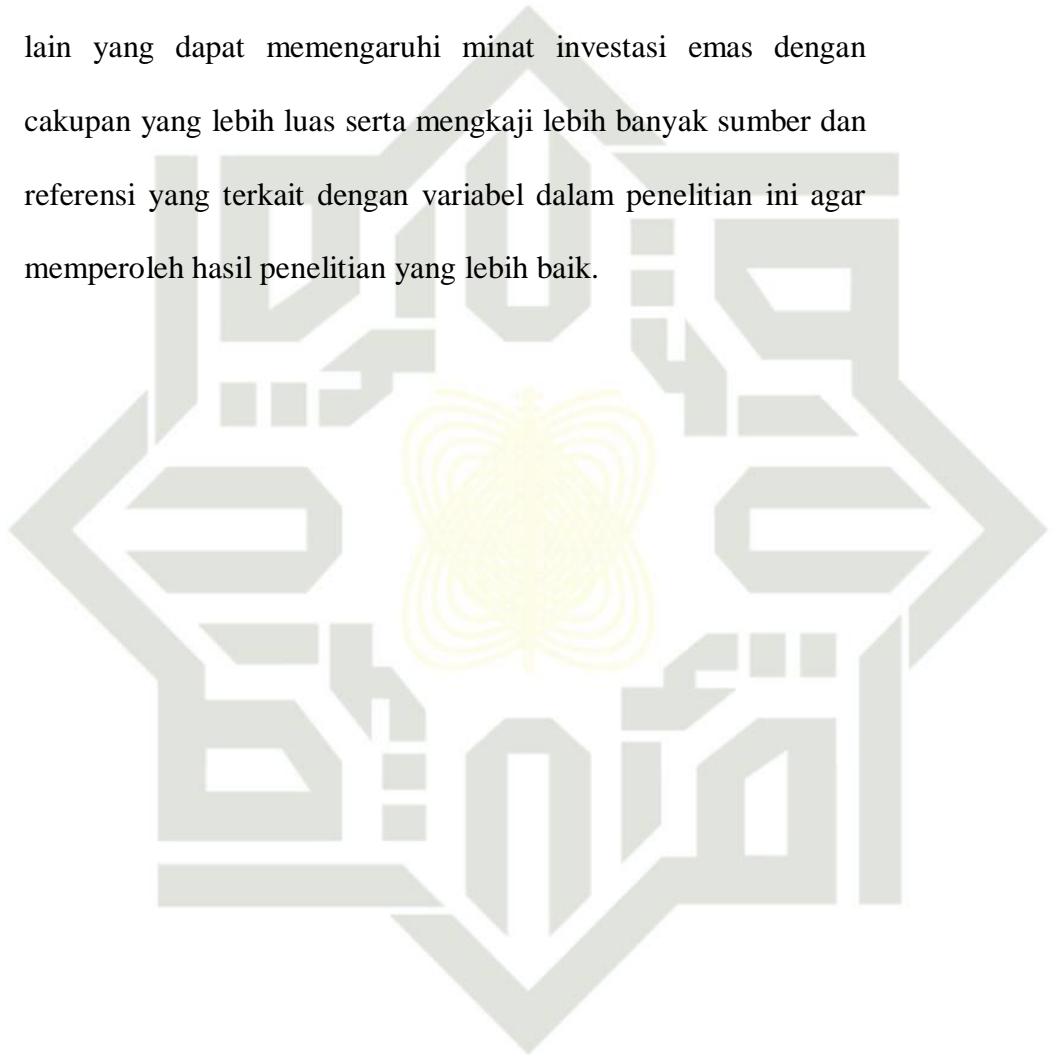 lain yang dapat memengaruhi minat investasi emas dengan
cakupan yang lebih luas serta mengkaji lebih banyak sumber dan
referensi yang terkait dengan variabel dalam penelitian ini agar
memperoleh hasil penelitian yang lebih baik.